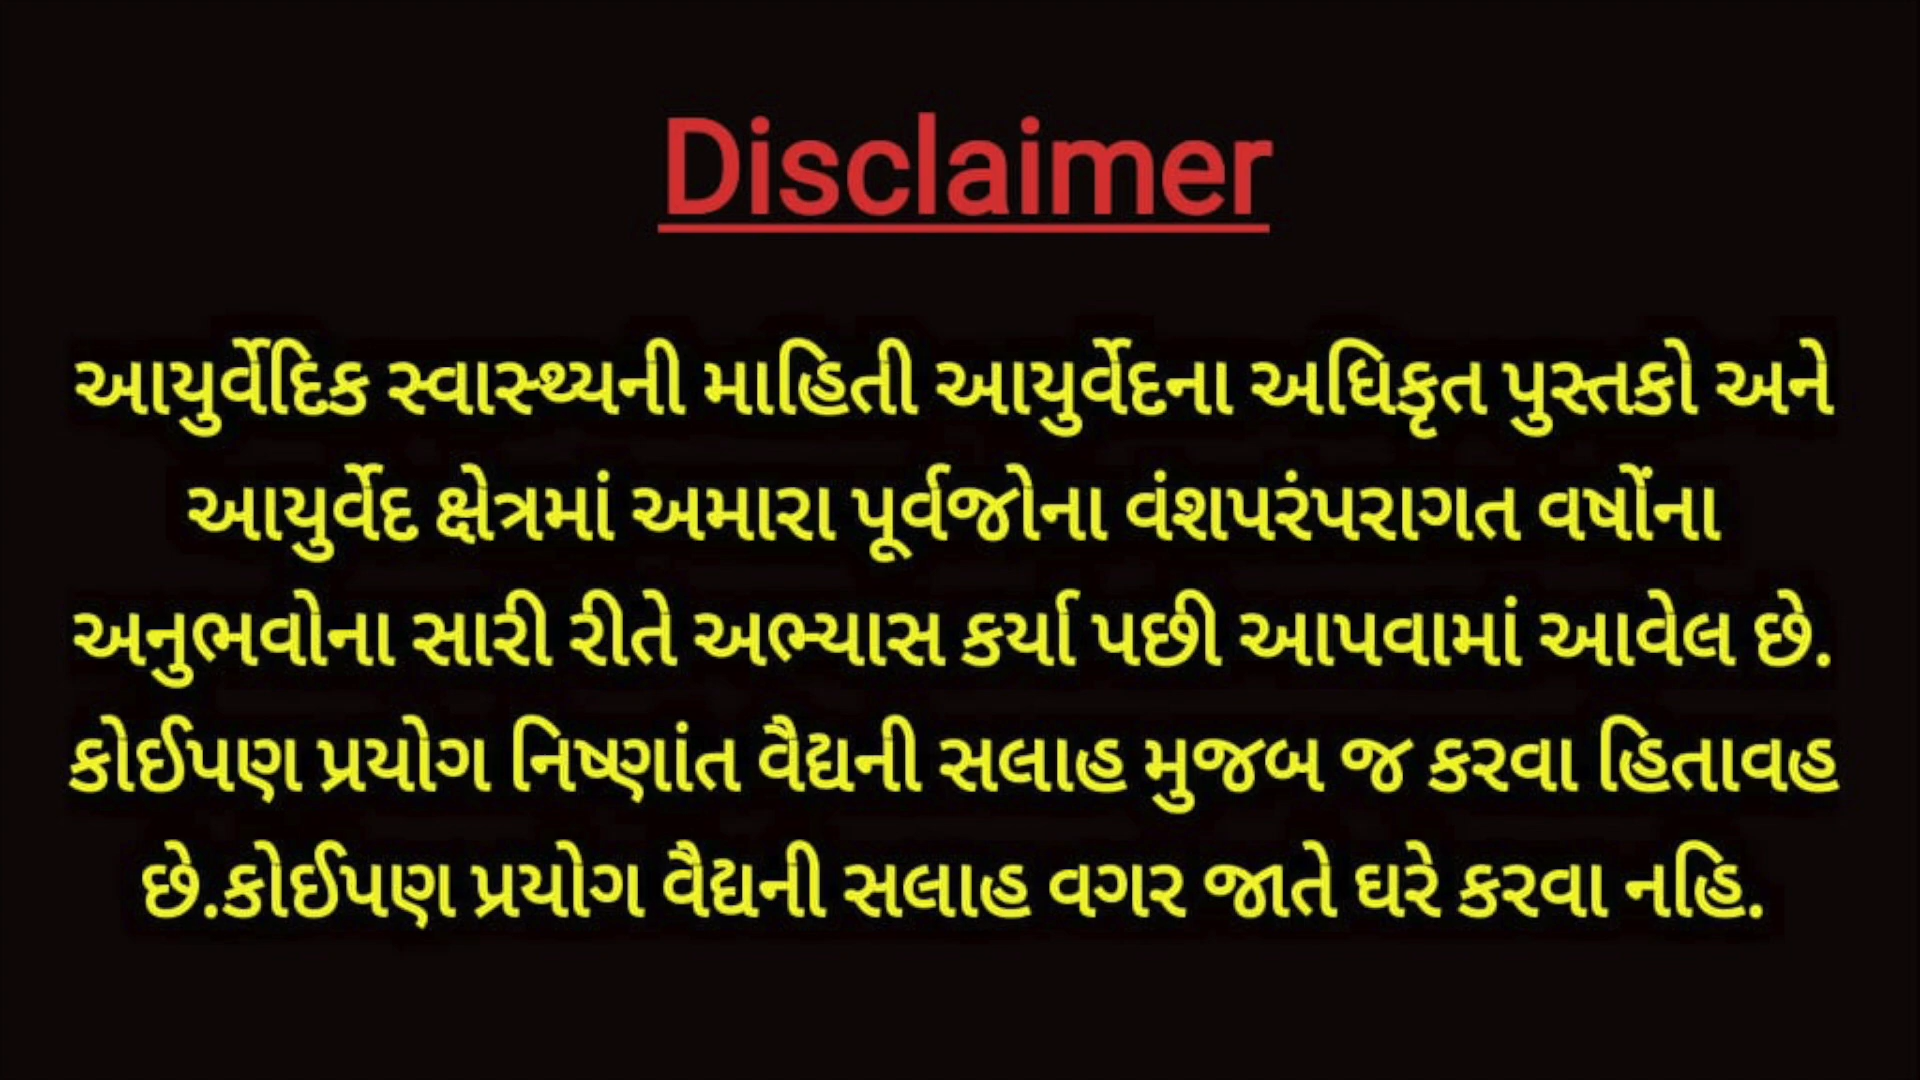 Disclaimer
આયુર્વેદિક સ્વાસ્થ્યની માહિતી આયુર્વેદના અધિકૃત પુસ્તકો અને
આયુર્વેદ ક્ષેત્રમાં અમારા પૂર્વજોના વંશપરંપરાગત વર્ષોના
અનુભવોના સારી રીતે અભ્યાસ કર્યા પછી આપવામાં આવેલ છે.
કોઈપણ પ્રયોગ નિષ્ણાંત વૈદ્યની સલાહ મુજબ જ કરવા હિતાવહ
છે.કોઈપણ પ્રયોગ વૈદ્યની સલાહ વગર જાતે ઘરે કરવા નહિ.